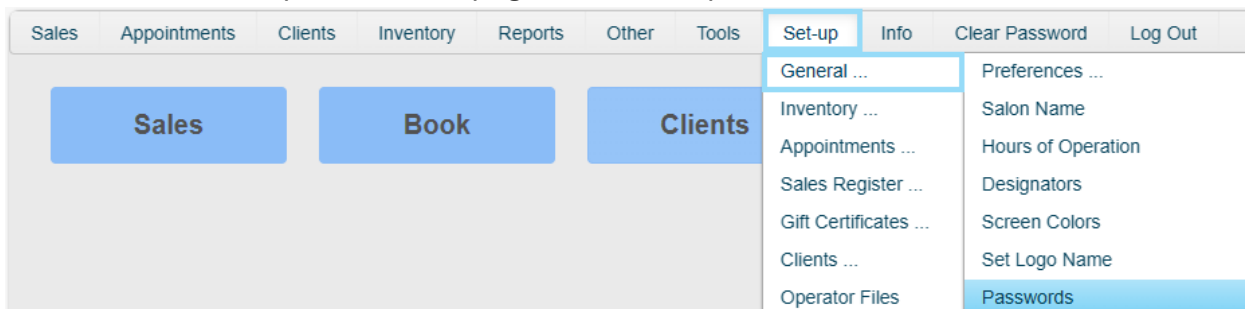 Sales Appointments Clients Inventory Reports Other Tools Set-up Info Clear Password Log Out
General ... Preferences ...
Sales Book Clients
Inventory ... Salon Name
Appointments ... Hours of Operation
Sales Register ... Designators
Gift Certificates ... Screen Colors
Clients ... Set Logo Name
Operator Files Passwords